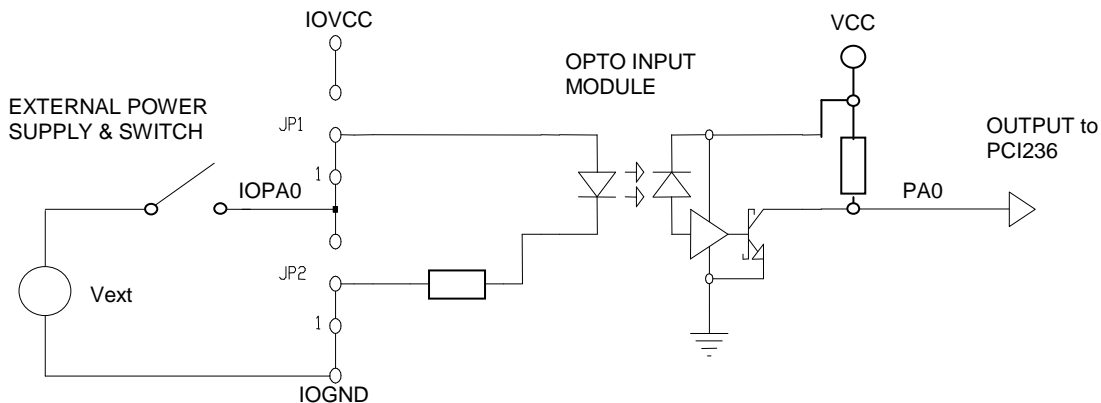 IOVCC
VCC
OPTO INPUT
MODULE
EXTERNAL POWER
SUPPLY & SWITCH
JP1
OUTPUT to
PCI236
1
IOPA0
PA0
JP2
Vext
1
IOGND